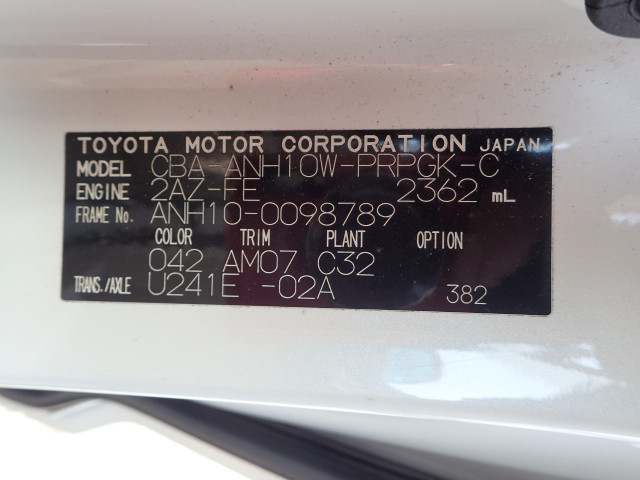 TOYOTA MOTOR CORPORATION JAPAN
MODEL CBA-ANH10W-PRPGK-C
ENGINE 2AZ-FE 2362 mL
FRAME No. ANH10-0098789
COLOR TRIM PLANT OPTION
042 AM07 C32
TRANS./AXLE U241E -02A 382